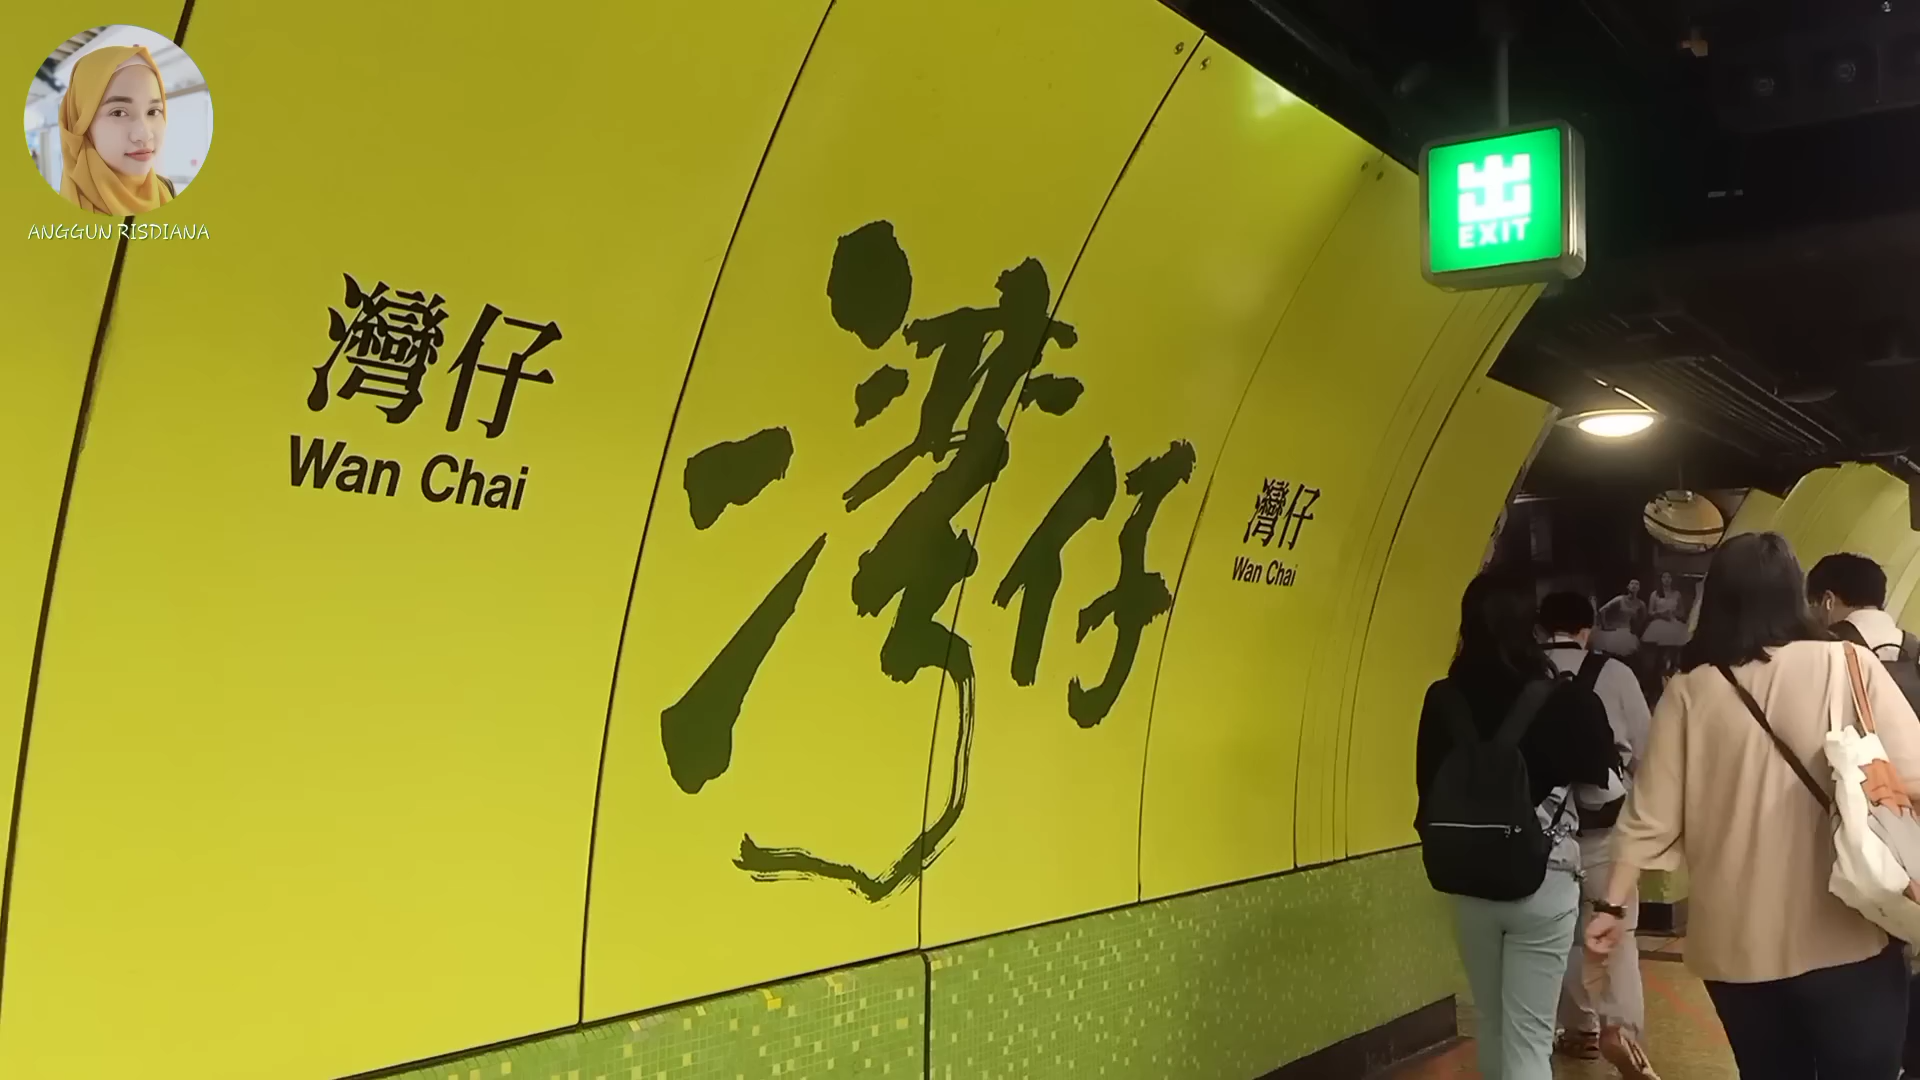 ANGGUN RISDIANA
灣仔
Wan Chai
灣仔
灣仔
Wan Chai
出
EXIT